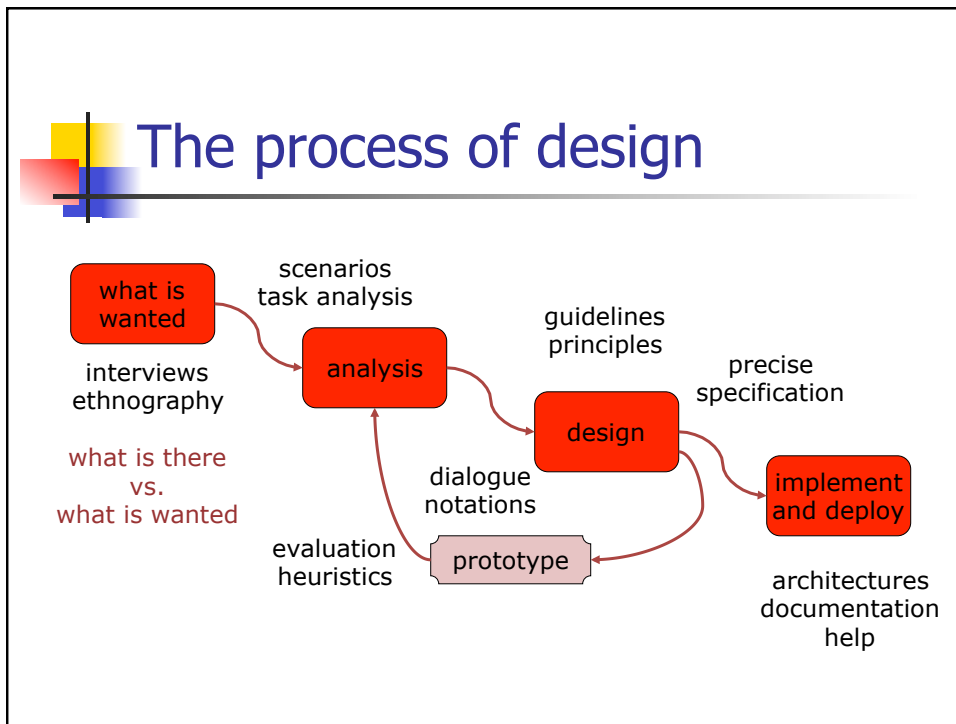 The process of design
what is
wanted
scenarios
task analysis
interviews
ethnography
what is there
vs.
what is wanted
analysis
guidelines
principles
precise
specification
design
dialogue
notations
implement
and deploy
evaluation
heuristics
prototype
architectures
documentation
help